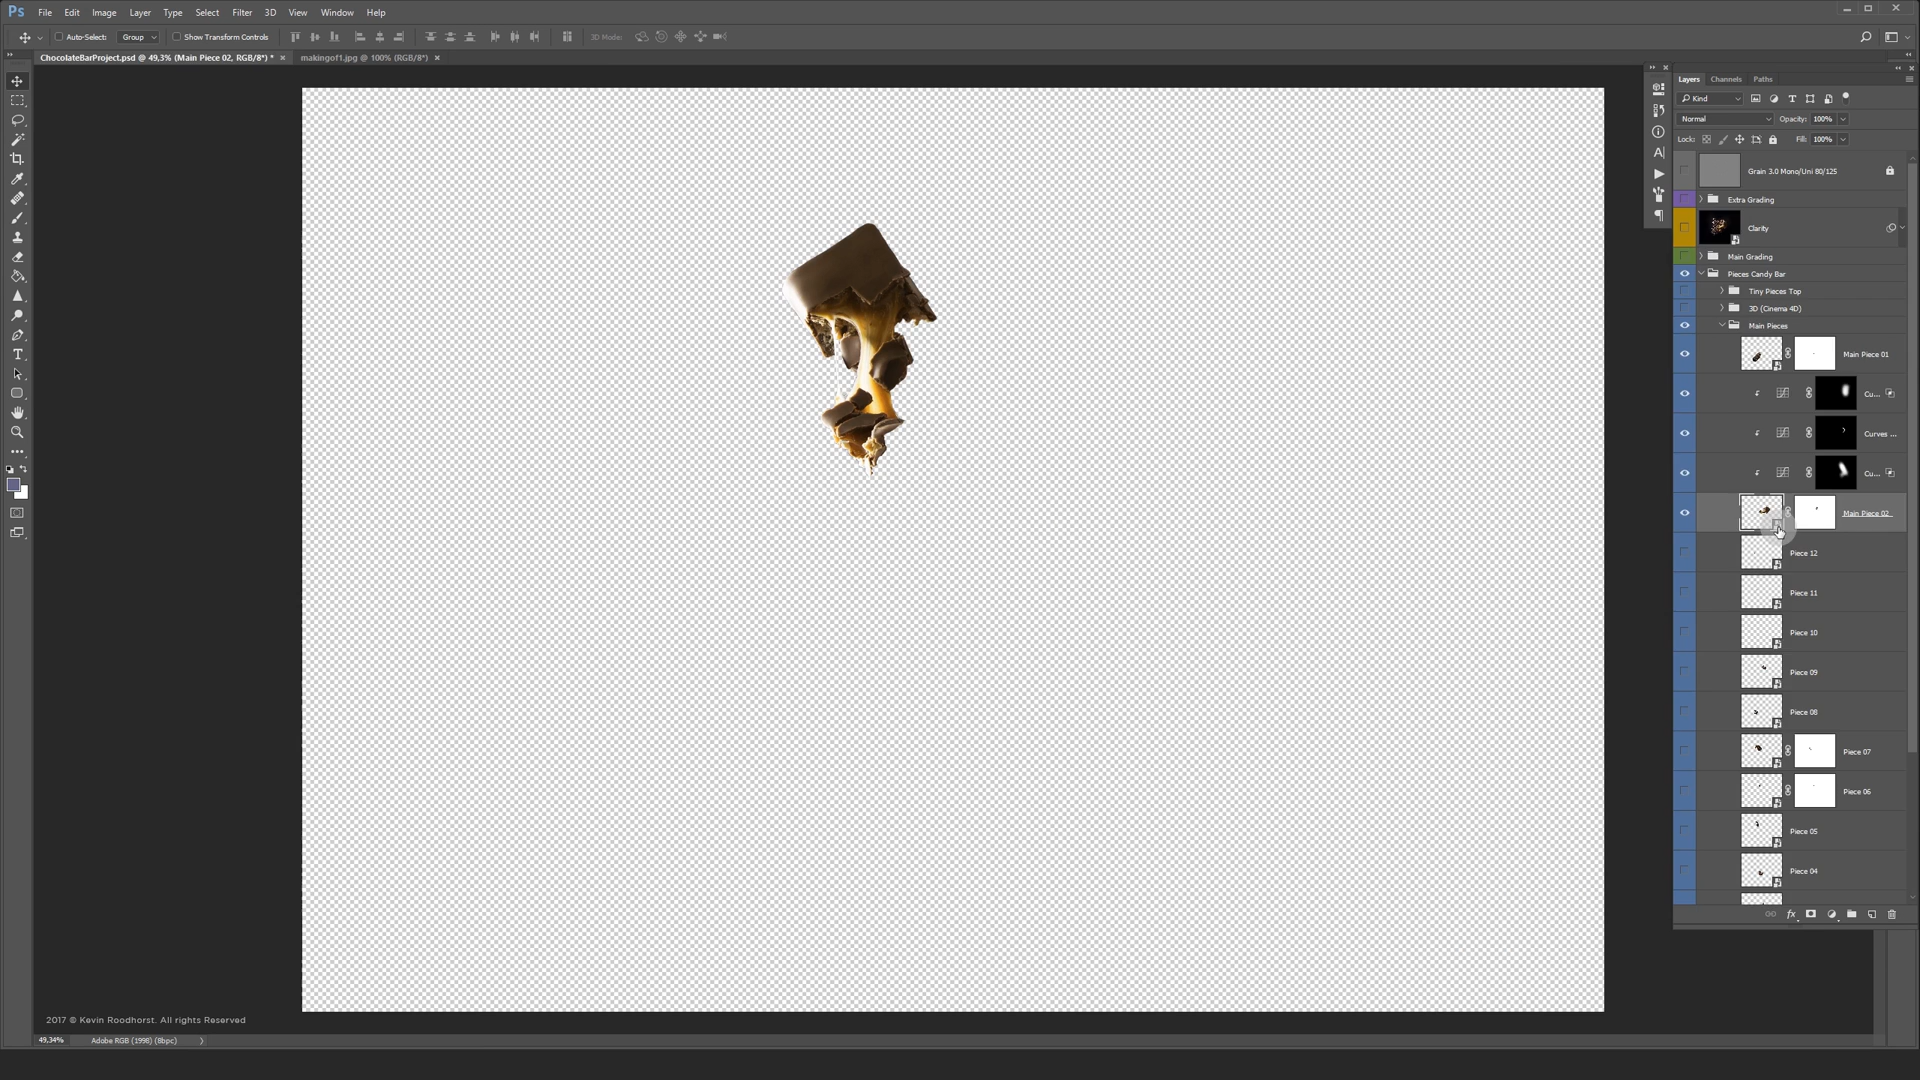 Ps File Edit Image Layer Type Select Filter 3D View Window Help
Auto-Select: Group Show Transform Controls 3D Mode:
ChocolateBarProject.psd @ 49,3% (Main Piece 02, RGB/8*) * × makingof1.jpg @ 100% (RGB/8*) ×
Layers Channels Paths
Kind
Normal Opacity: 100%
Lock: Fill: 100%
Grain 3.0 Mono/Uni 80/125
Extra Grading
Clarity
Main Grading
Pieces Candy Bar
Tiny Pieces Top
3D (Cinema 4D)
Main Pieces
Main Piece 01
Cu...
Curves ...
Cu...
Main Piece 02
Piece 12
Piece 11
Piece 10
Piece 09
Piece 08
Piece 07
Piece 06
Piece 05
Piece 04
fx
2017 © Kevin Roodhorst. All rights Reserved
49,34% Adobe RGB (1998) (8bpc)